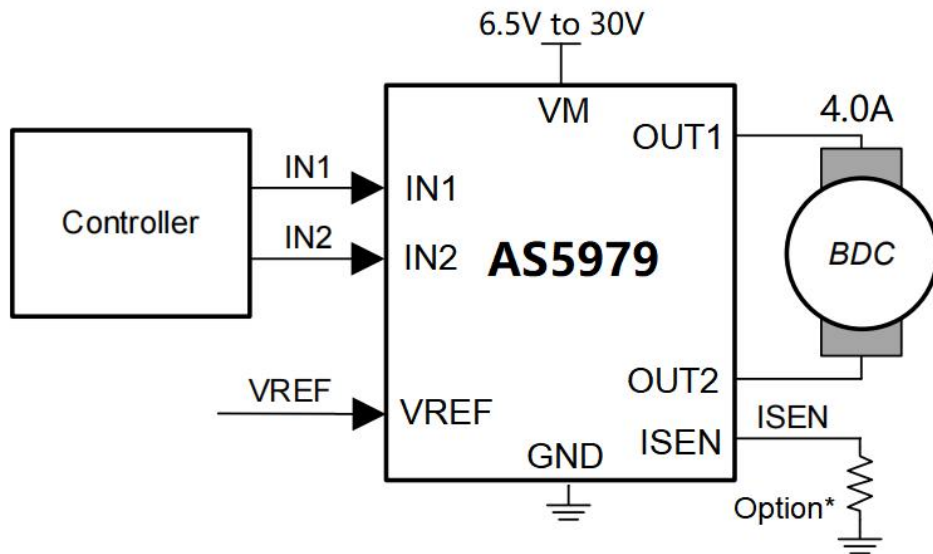 6.5V to 30V
VM
4.0A
OUT1
IN1
IN1
Controller
IN2
IN2
AS5979
BDC
OUT2
VREF
VREF
ISEN
ISEN
GND
Option*